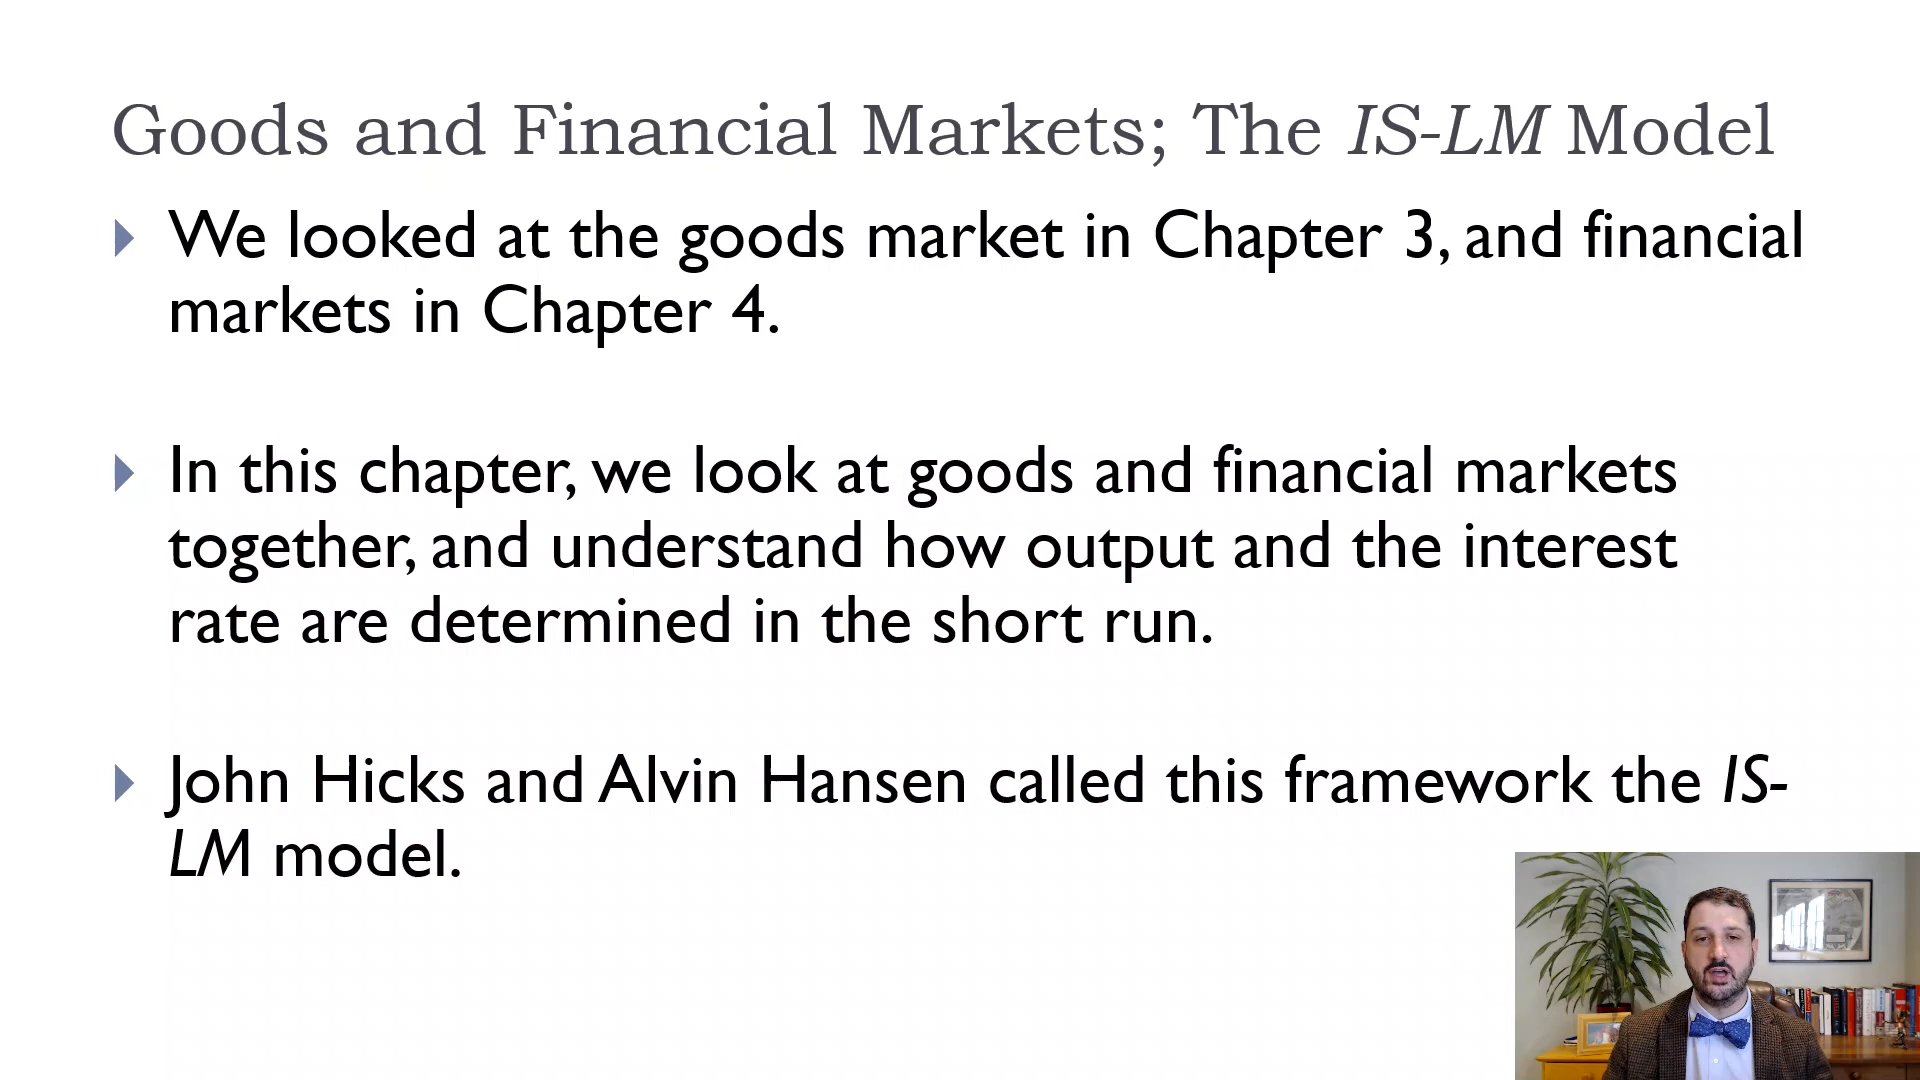 Goods and Financial Markets; The IS-LM Model
We looked at the goods market in Chapter 3, and financial
markets in Chapter 4.
In this chapter, we look at goods and financial markets
together, and understand how output and the interest
rate are determined in the short run.
John Hicks and Alvin Hansen called this framework the IS-
LM model.